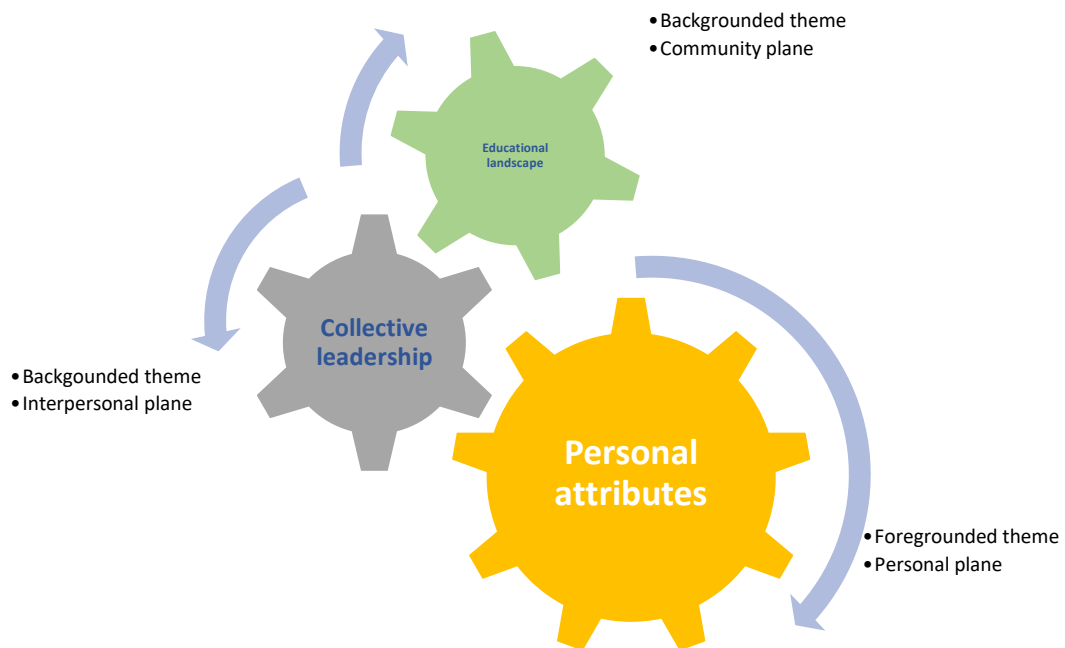 •Backgrounded theme
•Community plane
Educational
landscape
Collective
leadership
•Backgounded theme
•Interpersonal plane
Personal
attributes
•Foregrounded theme
•Personal plane